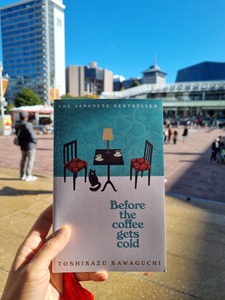 THE JAPANESE BESTSELLER
Before
the
coffee
gets
cold
TOSHIKAZU KAWAGUCHI